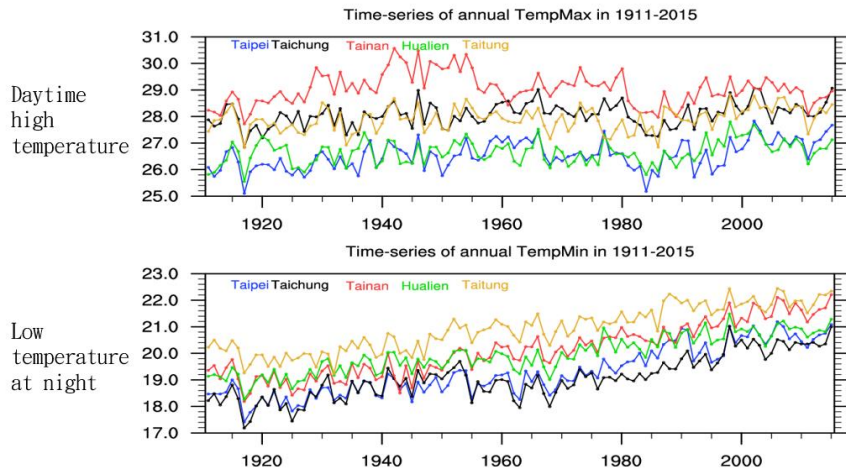 Time-series of annual TempMax in 1911-2015
31.0
30.0
29.0
28.0
27.0
26.0
25.0
Taipei Taichung Tainan Hualien Taitung
1920 1940 1960 1980 2000
Daytime
high
temperature
Time-series of annual TempMin in 1911-2015
23.0
22.0
21.0
20.0
19.0
18.0
17.0
Taipei Taichung Tainan Hualien Taitung
1920 1940 1960 1980 2000
Low
temperature
at night